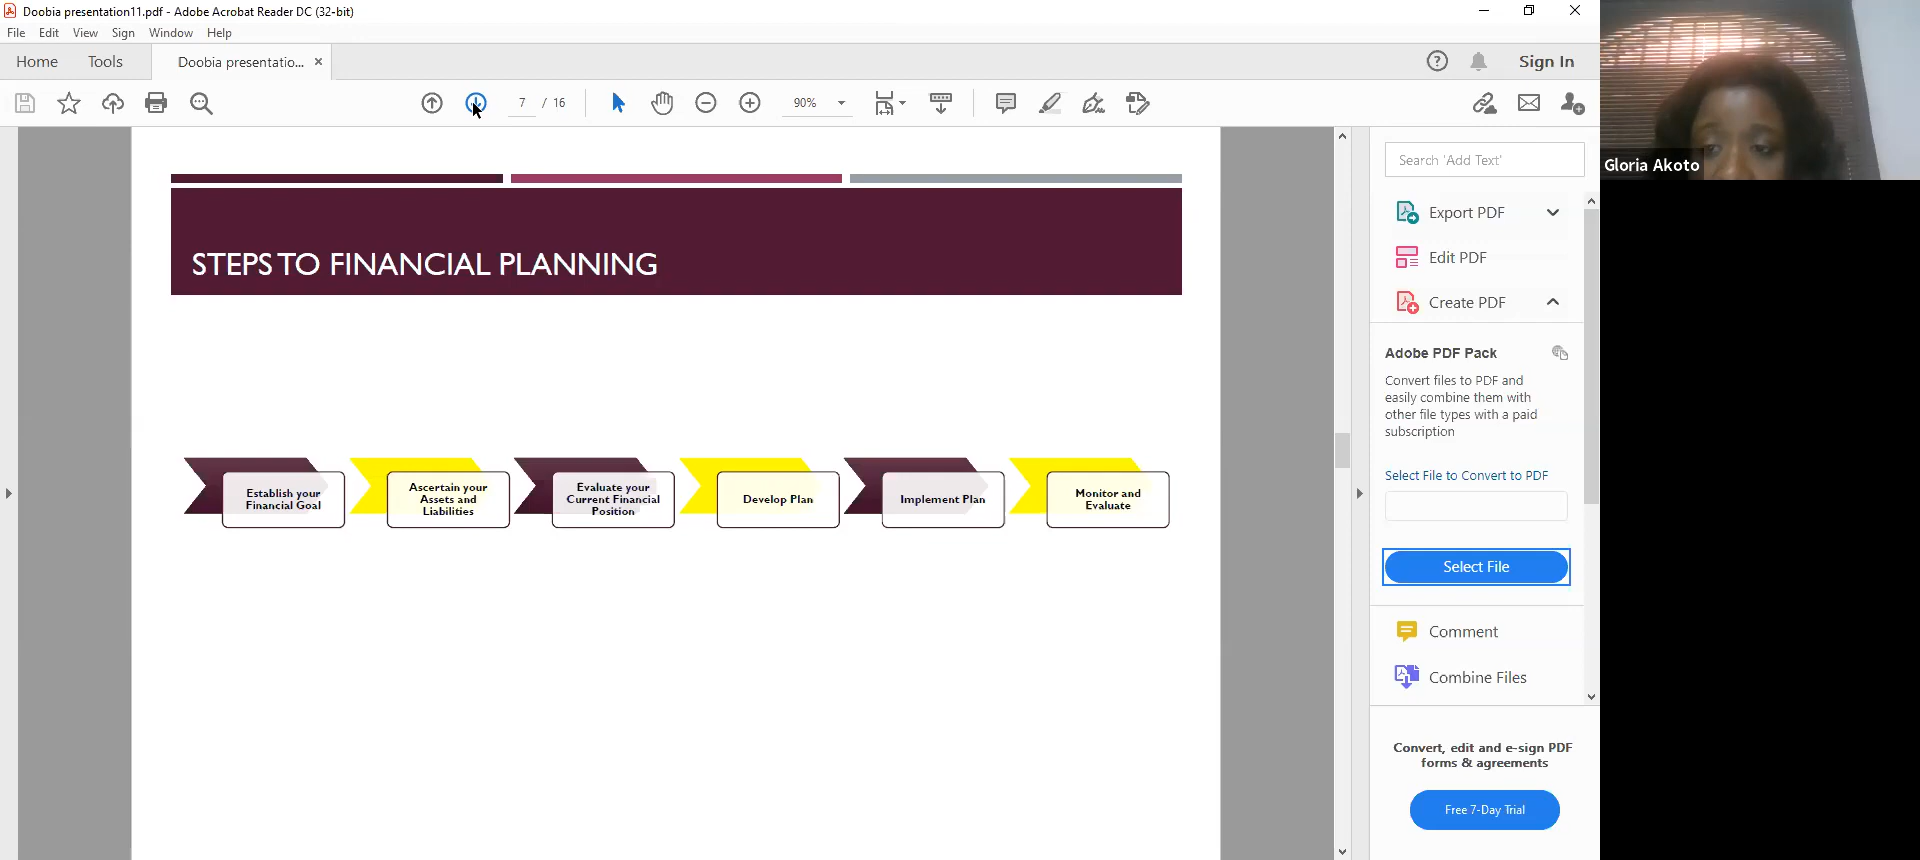 Doobia presentation11.pdf - Adobe Acrobat Reader DC (32-bit)
File Edit View Sign Window Help
Home Tools Doobia presentatio... × Sign In
7 / 16 90%
Search 'Add Text'
Gloria Akoto
Export PDF
STEPS TO FINANCIAL PLANNING
Edit PDF
Create PDF
Adobe PDF Pack
Convert files to PDF and
easily combine them with
other file types with a paid
subscription
Select File to Convert to PDF
Establish your
Financial Goal
Ascertain your
Assets and
Liabilities
Evaluate your
Current Financial
Position
Develop Plan
Implement Plan
Monitor and
Evaluate
Select File
Comment
Combine Files
Convert, edit and e-sign PDF
forms & agreements
Free 7-Day Trial